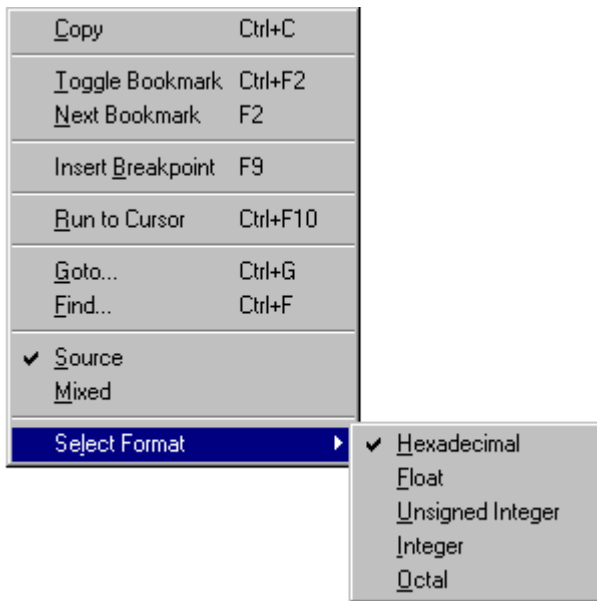 Copy Ctrl+C
Toggle Bookmark Ctrl+F2
Next Bookmark F2
Insert Breakpoint F9
Run to Cursor Ctrl+F10
Goto... Ctrl+G
Find... Ctrl+F
Source
Mixed
Select Format
Hexadecimal
Float
Unsigned Integer
Integer
Octal